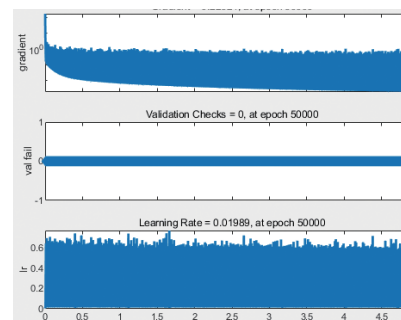 gradient
10⁰
Validation Checks = 0, at epoch 50000
val fail
1
0
-1
Learning Rate = 0.01989, at epoch 50000
lr
0.6
0.4
0.2
0
0 0.5 1 1.5 2 2.5 3 3.5 4 4.5